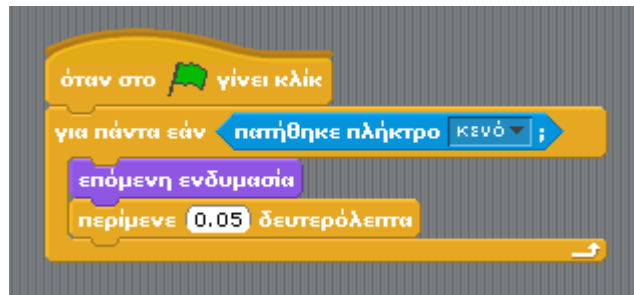 όταν στο γίνει κλίκ
για πάντα εάν πατήθηκε πλήκτρο κενό ;
επόμενη ενδυμασία
περίμενε 0.05 δευτερόλεπτα